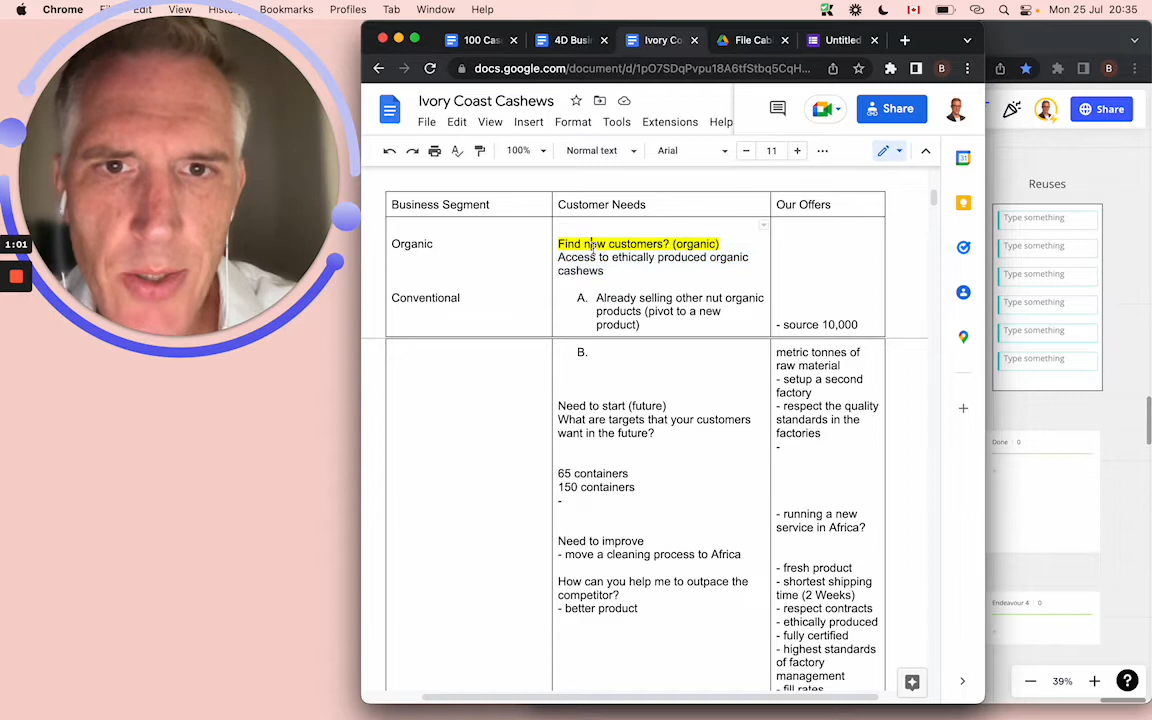 Chrome
File Edit View History Bookmarks Profiles Tab Window Help
Mon 25 Jul 20:35
100 Cas
4D Busi
Ivory Co
File Cab
Untitled
docs.google.com/document/d/1pO7SDqPvpu18A6tfStbq5CqH...
B
B
Ivory Coast Cashews
File Edit View Insert Format Tools Extensions Help
Share
Share
100% Normal text Arial 11
Reuses
Type something
Type something
Type something
Type something
Type something
Type something
Business Segment
Customer Needs
Our Offers
Organic
Conventional
Find new customers? (organic)
Access to ethically produced organic
cashews
A. Already selling other nut organic
products (pivot to a new
product)
B.
Need to start (future)
What are targets that your customers
want in the future?
65 containers
150 containers
-
Need to improve
- move a cleaning process to Africa
How can you help me to outpace the
competitor?
- better product
- source 10,000
metric tonnes of
raw material
- setup a second
factory
- respect the quality
standards in the
factories
-
- running a new
service in Africa?
- fresh product
- shortest shipping
time (2 Weeks)
- respect contracts
- ethically produced
- fully certified
- highest standards
of factory
management
- fill rates
1:01
Done 0
Endeavour 4 0
39%